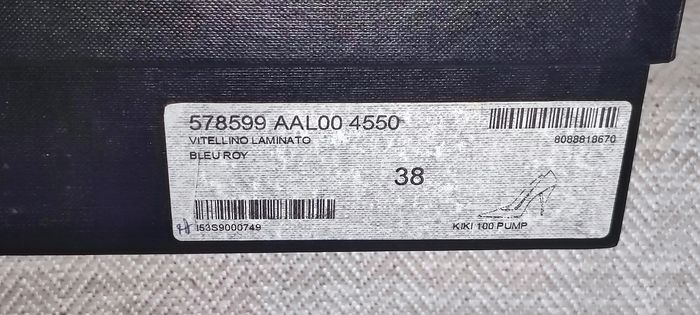 578599 AAL00 4550
VITELLINO LAMINATO
BLEU ROY
8088818670
38
I53S9000749
KIKI 100 PUMP